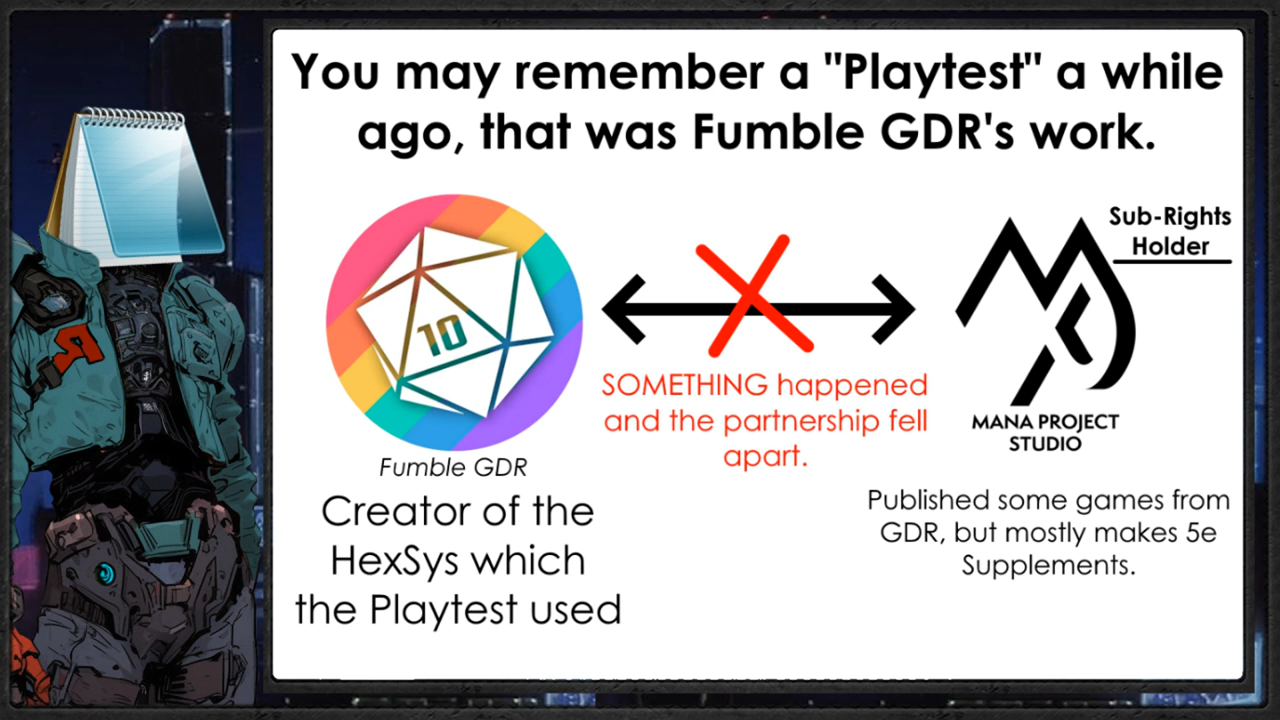 You may remember a "Playtest" a while
ago, that was Fumble GDR's work.
Sub-Rights
Holder
10
SOMETHING happened
and the partnership fell
apart.
MANA PROJECT
STUDIO
Fumble GDR
Creator of the
HexSys which
the Playtest used
Published some games from
GDR, but mostly makes 5e
Supplements.